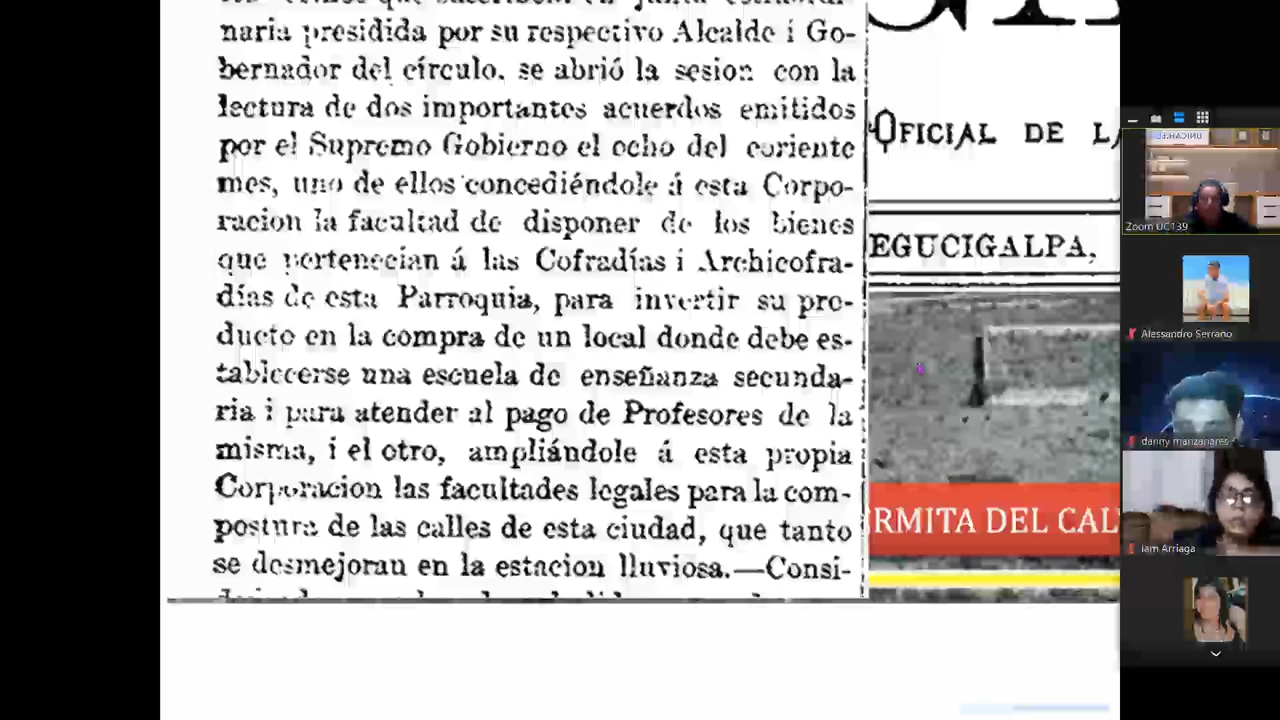 naria presidida por su respectivo Alcalde i Go-
bernador del círculo. se abrió la sesion con la
lectura de dos importantes acuerdos emitidos
por el Supremo Gobierno el ocho del coriente
mes, uno de ellos concediéndole á esta Corpo-
racion la facultad de disponer de los bienes
que pertenecian á las Cofradías i Archicofra-
días de esta Parroquia, para invertir su pro-
ducto en la compra de un local donde debe es-
tablecerse una escuela de enseñanza secunda-
ria i para atender al pago de Profesores de la
misma, i el otro, ampliándole á esta propia
Corporacion las facultades legales para la com-
postura de las calles de esta ciudad, que tanto
se desmejoran en la estacion lluviosa.—Consi-
OFICIAL DE LA
EGUCIGALPA,
RMITA DEL CAL
Zoom UC139
Alessandro Serrano
danny manzanares
iam Arriaga